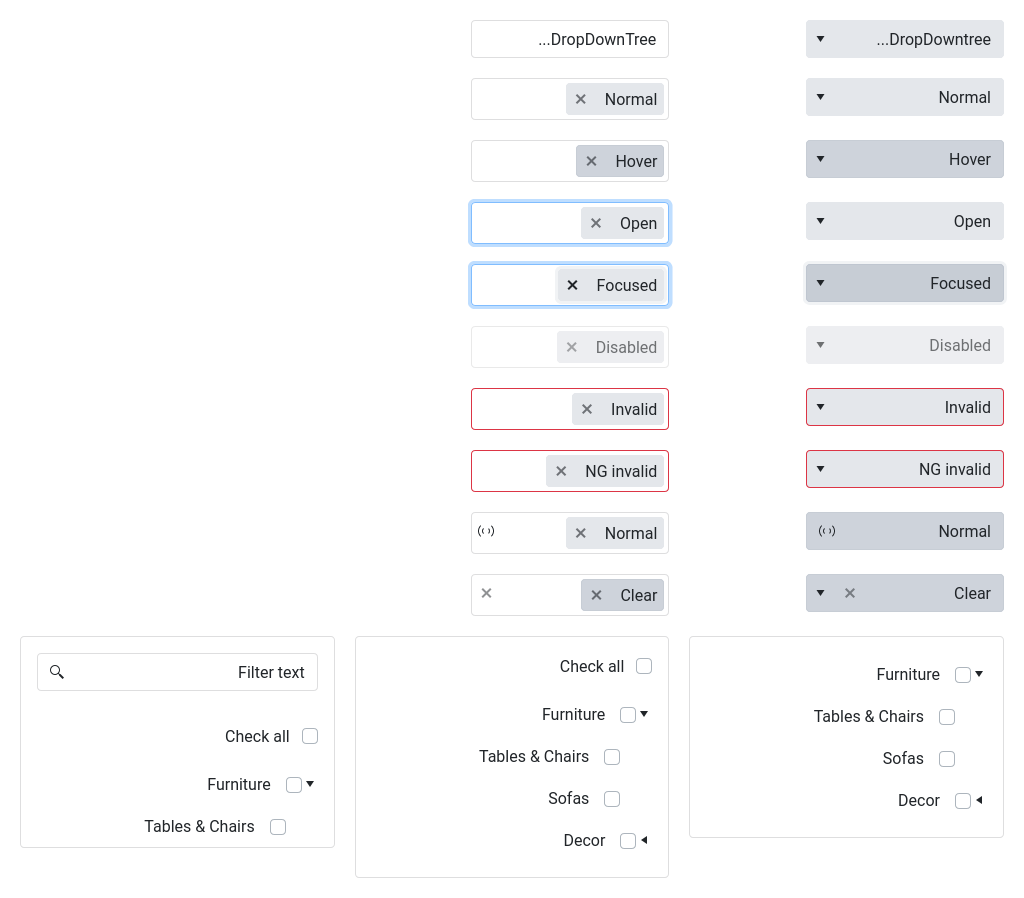 ...DropDownTree
...DropDowntree
Normal
Normal
Hover
Hover
Open
Open
Focused
Focused
Disabled
Disabled
Invalid
Invalid
NG invalid
NG invalid
Normal
Normal
Clear
Clear
Filter text
Check all
Furniture
Tables & Chairs
Check all
Furniture
Tables & Chairs
Sofas
Decor
Furniture
Tables & Chairs
Sofas
Decor